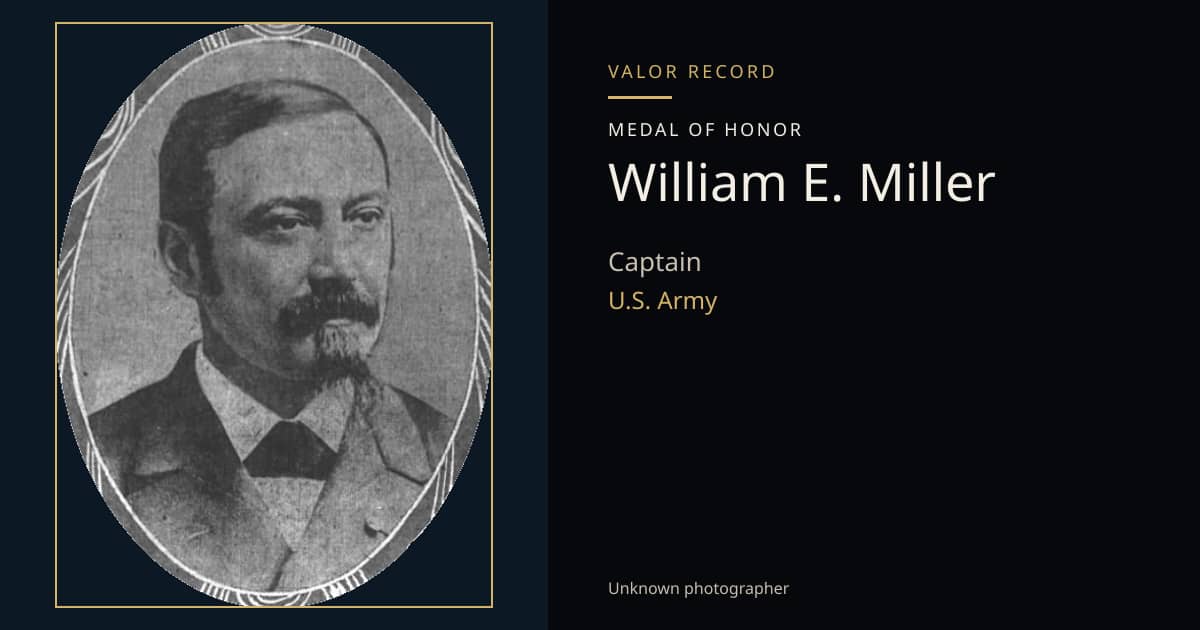 VALOR RECORD
MEDAL OF HONOR
William E. Miller
Captain
U.S. Army
Unknown photographer